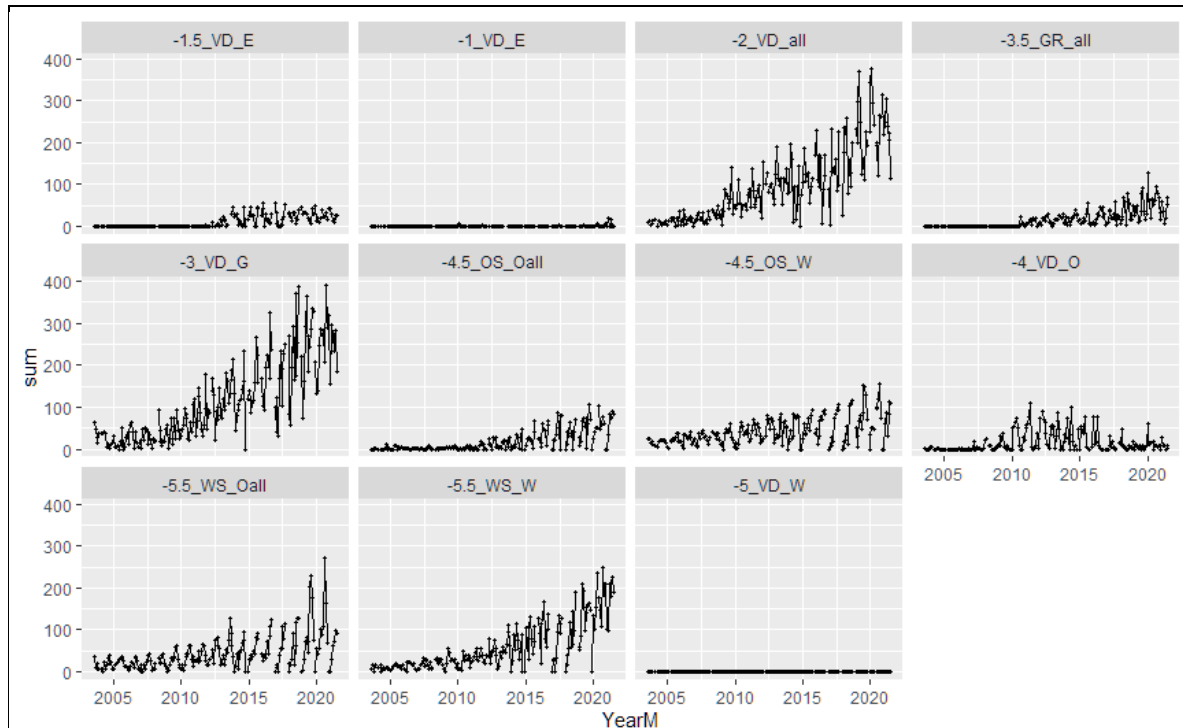 -1.5_VD_E
-1_VD_E
-2_VD_all
-3.5_GR_all
400
300
200
100
0
-3_VD_G
-4.5_OS_Oall
-4.5_OS_W
-4_VD_O
400
300
200
100
0
sum
2005 2010 2015 2020
-5.5_WS_Oall
-5.5_WS_W
-5_VD_W
400
300
200
100
0
2005 2010 2015 2020
2005 2010 2015 2020
2005 2010 2015 2020
YearM